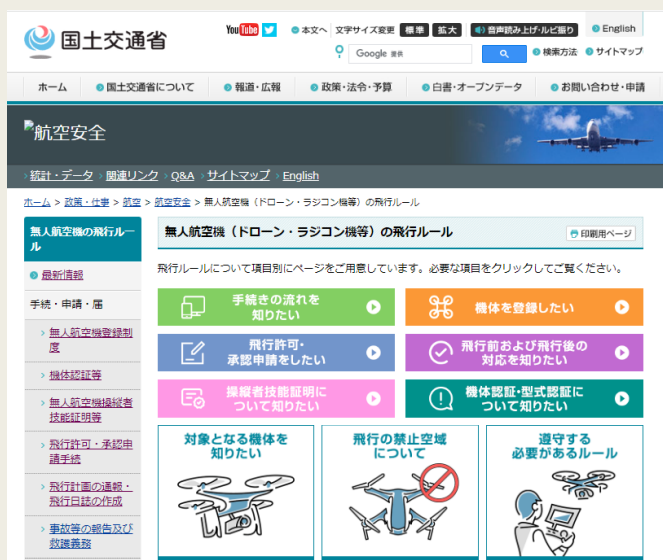 国土交通省
YouTube
本文へ 文字サイズ変更 標準 拡大 音声読み上げ・ルビ振り English
Google 提供
検索方法 サイトマップ
ホーム 国土交通省について 報道・広報 政策・法令・予算 白書・オープンデータ お問い合わせ・申請
航空安全
統計・データ 関連リンク Q&A サイトマップ English
ホーム > 政策・仕事 > 航空 > 航空安全 > 無人航空機（ドローン・ラジコン機等）の飛行ルール
無人航空機の飛行ルー
ル
最新情報
手続・申請・届
無人航空機登録制
度
機体認証等
無人航空機操縦者
技能証明等
飛行許可・承認申
請手続
飛行計画の通報・
飛行日誌の作成
事故等の報告及び
救護義務
無人航空機（ドローン・ラジコン機等）の飛行ルール
印刷用ページ
飛行ルールについて項目別にページをご用意しています。必要な項目をクリックしてご覧ください。
手続きの流れを
知りたい
機体を登録したい
飛行許可・
承認申請をしたい
飛行前および飛行後の
対応を知りたい
操縦者技能証明に
ついて知りたい
機体認証・型式認証に
ついて知りたい
対象となる機体を
知りたい
飛行の禁止空域
について
遵守する
必要があるルール